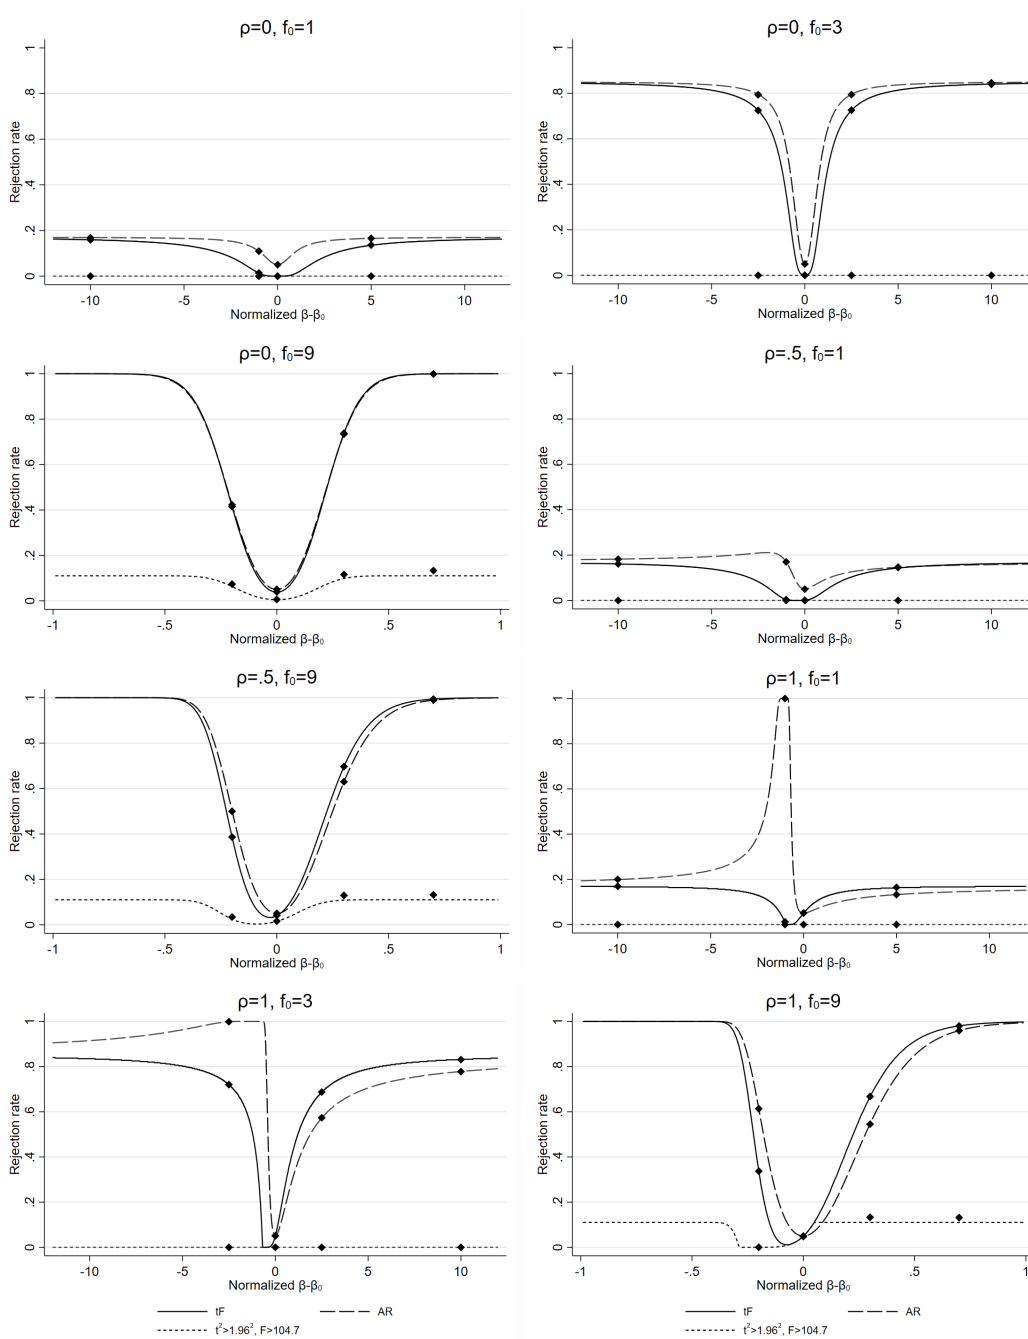 ρ=0, f₀=1
Rejection rate
0 .2 .4 .6 .8 1
-10 -5 0 5 10
Normalized β-β₀
ρ=0, f₀=3
Rejection rate
0 .2 .4 .6 .8 1
-10 -5 0 5 10
Normalized β-β₀
ρ=0, f₀=9
Rejection rate
0 .2 .4 .6 .8 1
-1 -.5 0 .5 1
Normalized β-β₀
ρ=.5, f₀=1
Rejection rate
0 .2 .4 .6 .8 1
-10 -5 0 5 10
Normalized β-β₀
ρ=.5, f₀=9
Rejection rate
0 .2 .4 .6 .8 1
-1 -.5 0 .5 1
Normalized β-β₀
ρ=1, f₀=1
Rejection rate
0 .2 .4 .6 .8 1
-10 -5 0 5 10
Normalized β-β₀
ρ=1, f₀=3
Rejection rate
0 .2 .4 .6 .8 1
-10 -5 0 5 10
Normalized β-β₀
ρ=1, f₀=9
Rejection rate
0 .2 .4 .6 .8 1
-1 -.5 0 .5 1
Normalized β-β₀
tF AR
t²>1.96², F>104.7